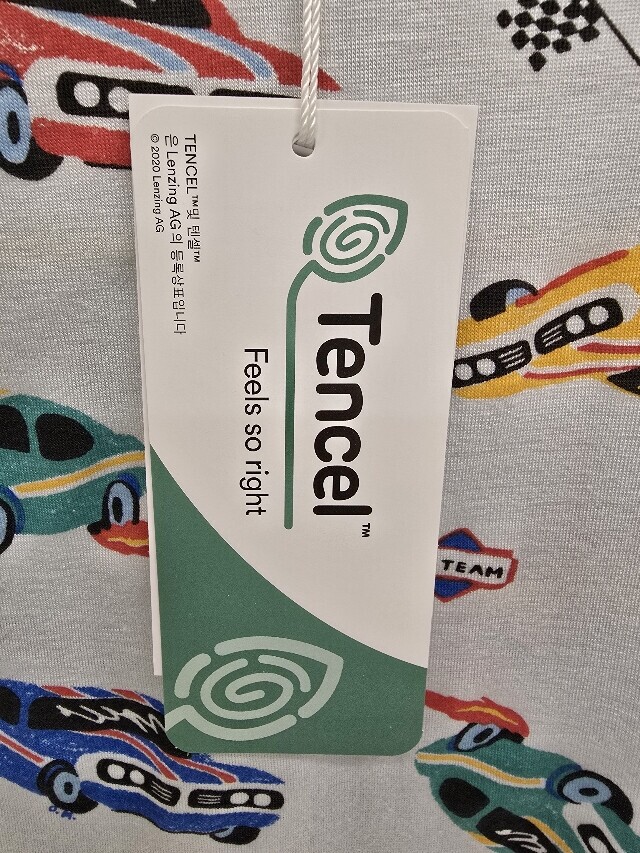 Tencel™
Feels so right
TENCEL™및 텐셀™
은 Lenzing AG의 등록상표입니다
© 2020 Lenzing AG
TEAM